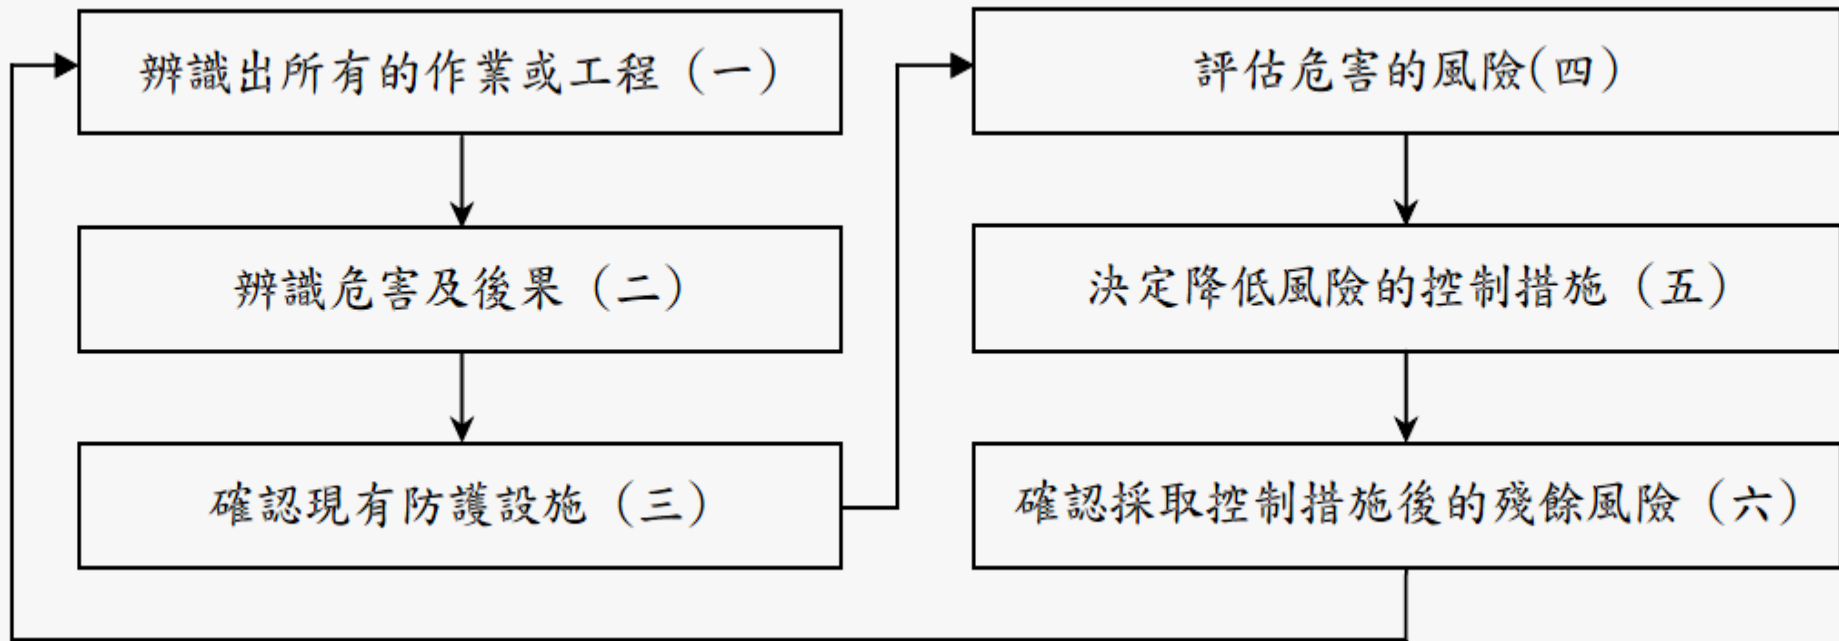 辨識出所有的作業或工程（一）
辨識危害及後果（二）
確認現有防護設施（三）
評估危害的風險(四）
決定降低風險的控制措施（五）
確認採取控制措施後的殘餘風險（六）